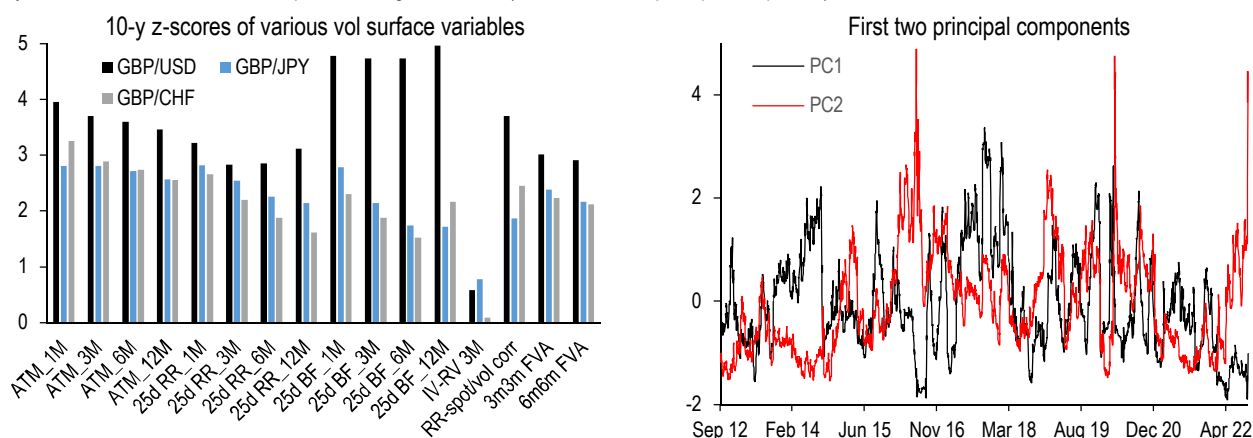 10-y z-scores of various vol surface variables
5
4
3
2
1
0
GBP/USD
GBP/JPY
GBP/CHF
ATM_1M
ATM_3M
ATM_6M
ATM_12M
25d RR_1M
25d RR_3M
25d RR_6M
25d RR_12M
25d BF_1M
25d BF_3M
25d BF_6M
25d BF_12M
IV-RV 3M
RR-spot/vol corr
3m3m FVA
6m6m FVA
First two principal components
4
2
0
-2
PC1
PC2
Sep 12 Feb 14 Jun 15 Nov 16 Mar 18 Aug 19 Dec 20 Apr 22